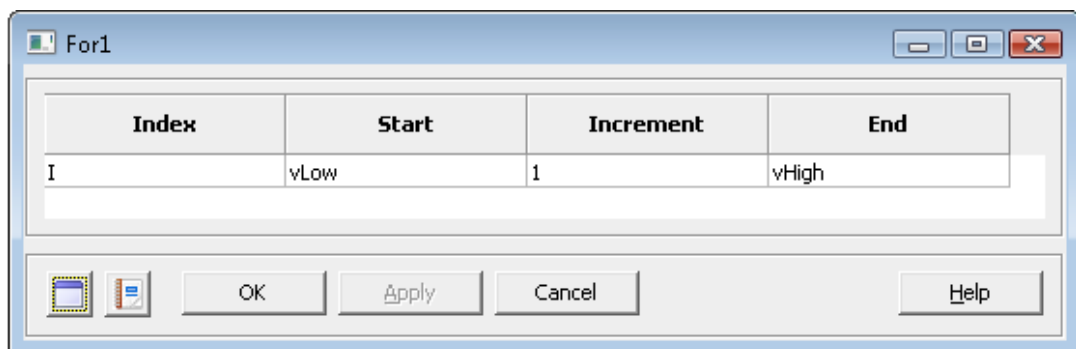 For1
Index Start Increment End
I vLow 1 vHigh
OK Apply Cancel Help